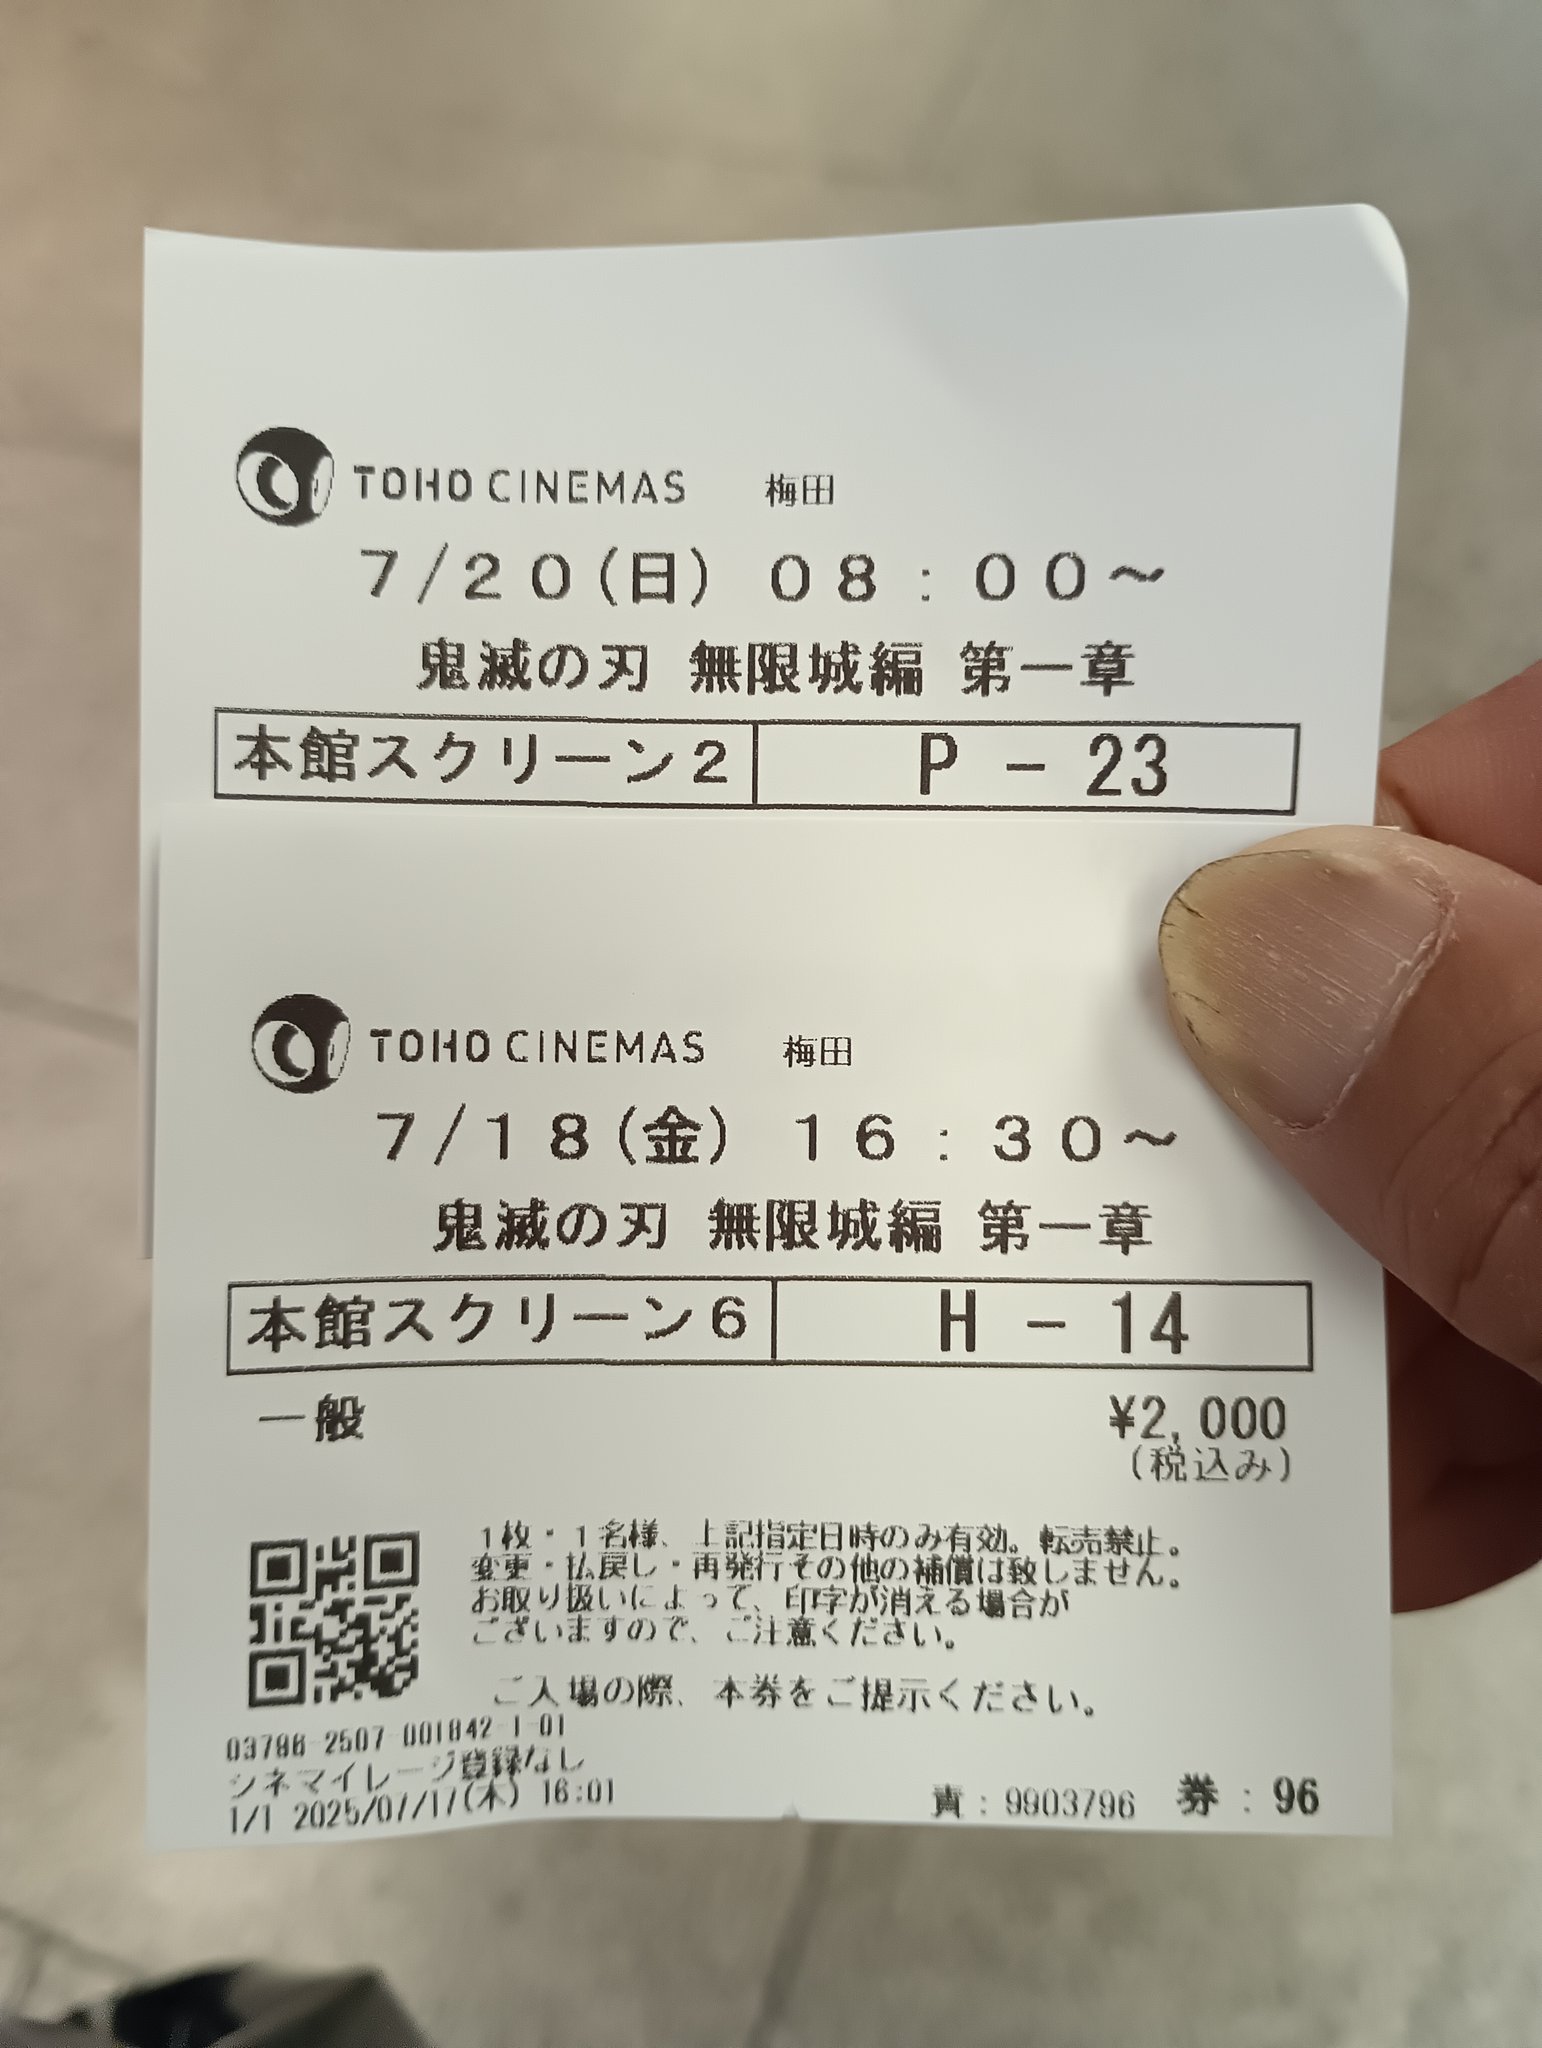 TOHO CINEMAS 梅田
7/20(日) 08:00～
鬼滅の刃 無限城編 第一章
本館スクリーン2 P-23
TOHO CINEMAS 梅田
7/18(金) 16:30～
鬼滅の刃 無限城編 第一章
本館スクリーン6 H-14
一般 ¥2,000
(税込み)
1枚・1名様、上記指定日時のみ有効。転売禁止。
変更・払戻し・再発行その他の補償は致しません。
お取り扱いによって、印字が消える場合が
ございますので、ご注意ください。
ご入場の際、本券をご提示ください。
03796-2507-001842-1-01
シネマイレージ登録なし
1/1 2025/07/17(木) 16:01 責:9903796 券:96